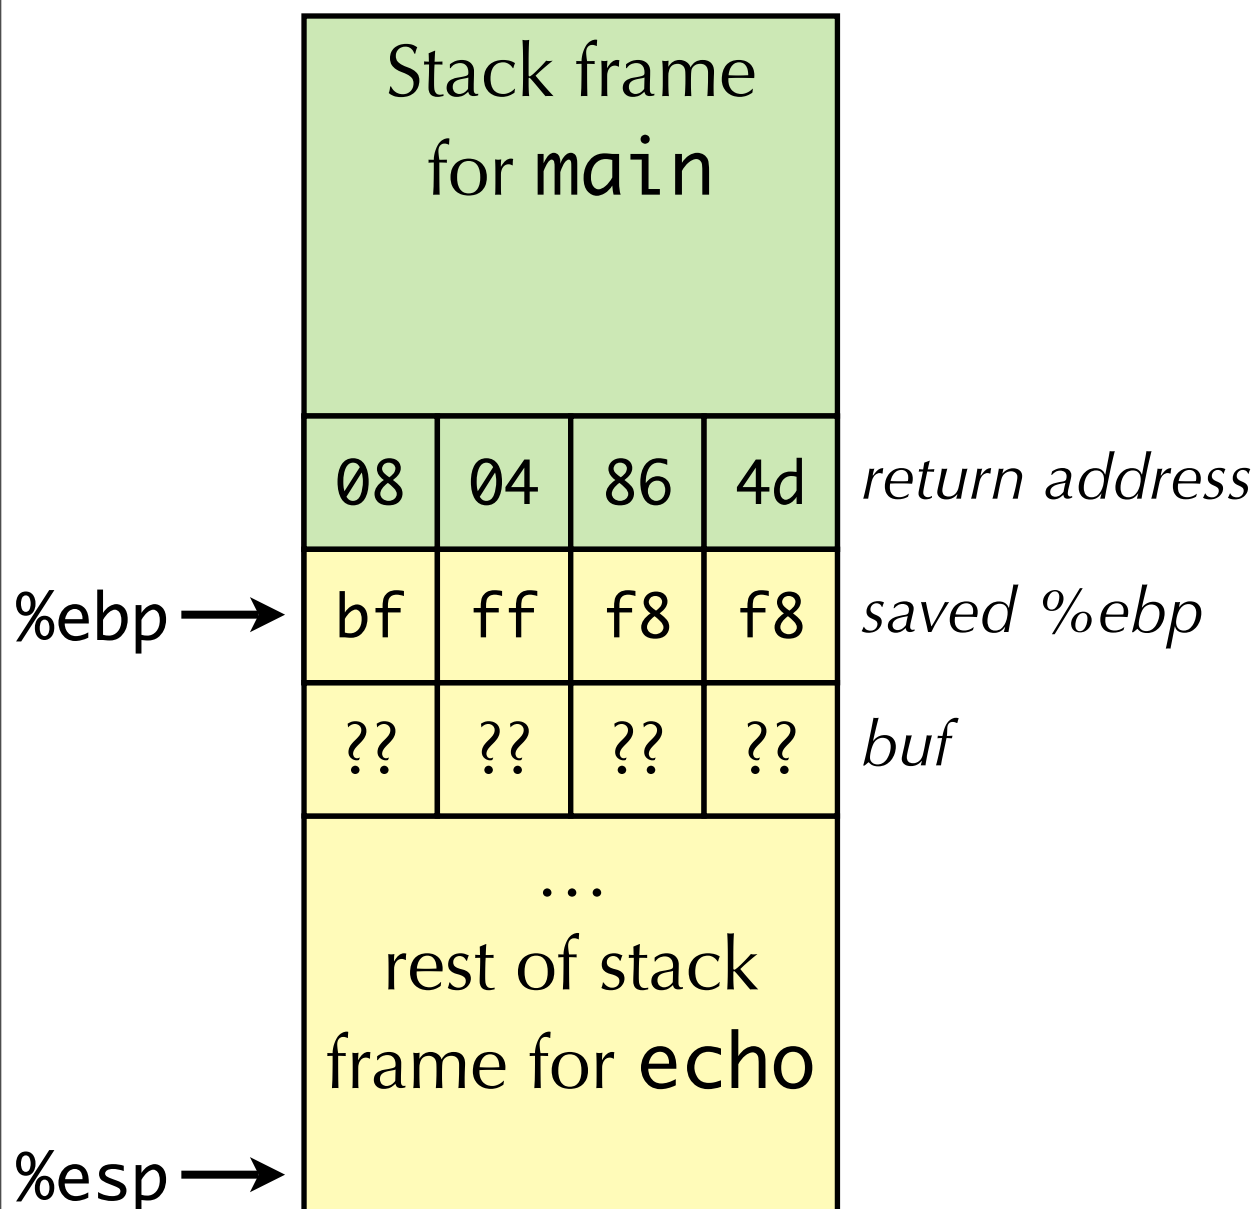 Stack frame
for main
08 04 86 4d return address
%ebp bf ff f8 f8 saved %ebp
?? ?? ?? ?? buf
...
rest of stack
frame for echo
%esp